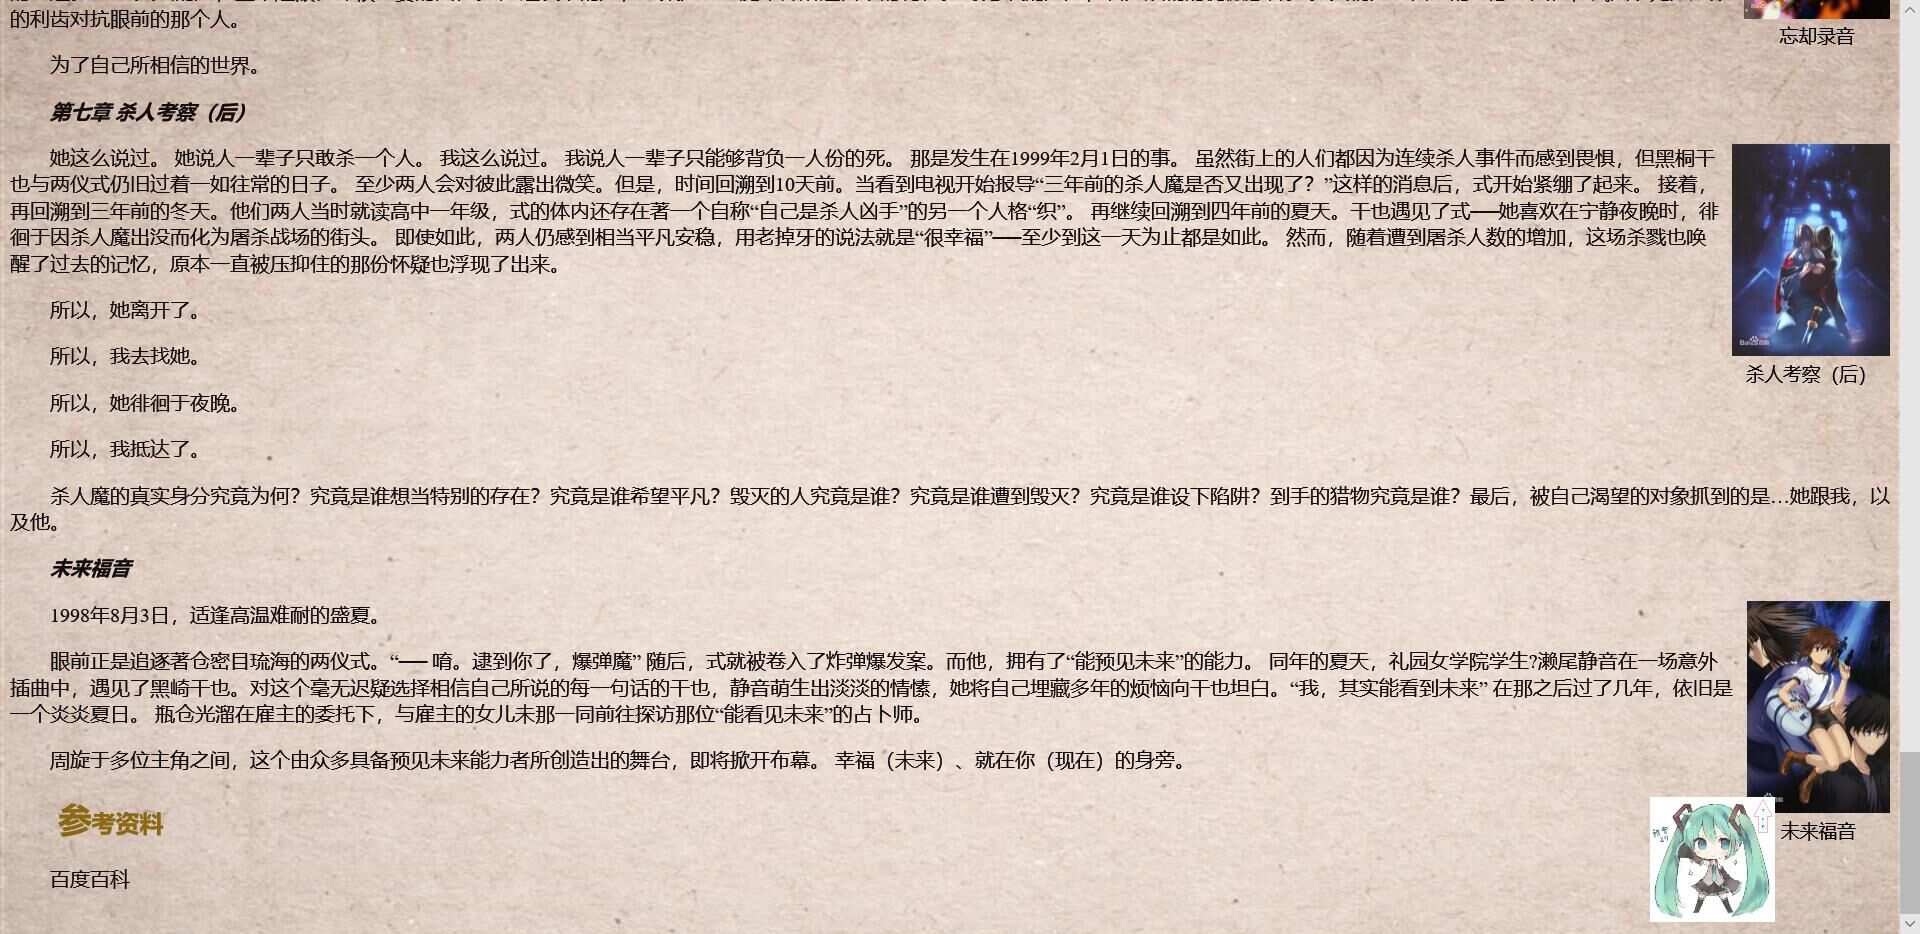 的利齿对抗眼前的那个人。
忘却录音
为了自己所相信的世界。
第七章 杀人考察（后）
她这么说过。 她说人一辈子只敢杀一个人。 我这么说过。 我说人一辈子只能够背负一人份的死。 那是发生在1999年2月1日的事。 虽然街上的人们都因为连续杀人事件而感到畏惧，但黑桐干
也与两仪式仍旧过着一如往常的日子。 至少两人会对彼此露出微笑。但是，时间回溯到10天前。当看到电视开始报导“三年前的杀人魔是否又出现了？”这样的消息后，式开始紧绷了起来。 接着，
再回溯到三年前的冬天。他们两人当时就读高中一年级，式的体内还存在著一个自称“自己是杀人凶手”的另一个人格“织”。 再继续回溯到四年前的夏天。干也遇见了式──她喜欢在宁静夜晚时，徘
徊于因杀人魔出没而化为屠杀战场的街头。 即使如此，两人仍感到相当平凡安稳，用老掉牙的说法就是“很幸福”──至少到这一天为止都是如此。 然而，随着遭到屠杀人数的增加，这场杀戮也唤
醒了过去的记忆，原本一直被压抑住的那份怀疑也浮现了出来。
Bai百科
杀人考察（后）
所以，她离开了。
所以，我去找她。
所以，她徘徊于夜晚。
所以，我抵达了。
杀人魔的真实身分究竟为何？究竟是谁想当特别的存在？究竟是谁希望平凡？毁灭的人究竟是谁？究竟是谁遭到毁灭？究竟是谁设下陷阱？到手的猎物究竟是谁？最后，被自己渴望的对象抓到的是…她跟我，以
及他。
未来福音
1998年8月3日，适逢高温难耐的盛夏。
眼前正是追逐著仓密目琉海的两仪式。“── 唷。逮到你了，爆弹魔” 随后，式就被卷入了炸弹爆发案。而他，拥有了“能预见未来”的能力。 同年的夏天，礼园女学院学生?濑尾静音在一场意外
插曲中，遇见了黑崎干也。对这个毫无迟疑选择相信自己所说的每一句话的干也，静音萌生出淡淡的情愫，她将自己埋藏多年的烦恼向干也坦白。“我，其实能看到未来” 在那之后过了几年，依旧是
一个炎炎夏日。 瓶仓光溜在雇主的委托下，与雇主的女儿未那一同前往探访那位“能看见未来”的占卜师。
周旋于多位主角之间，这个由众多具备预见未来能力者所创造出的舞台，即将掀开布幕。 幸福（未来）、就在你（现在）的身旁。
未来福音
参考资料
百度百科